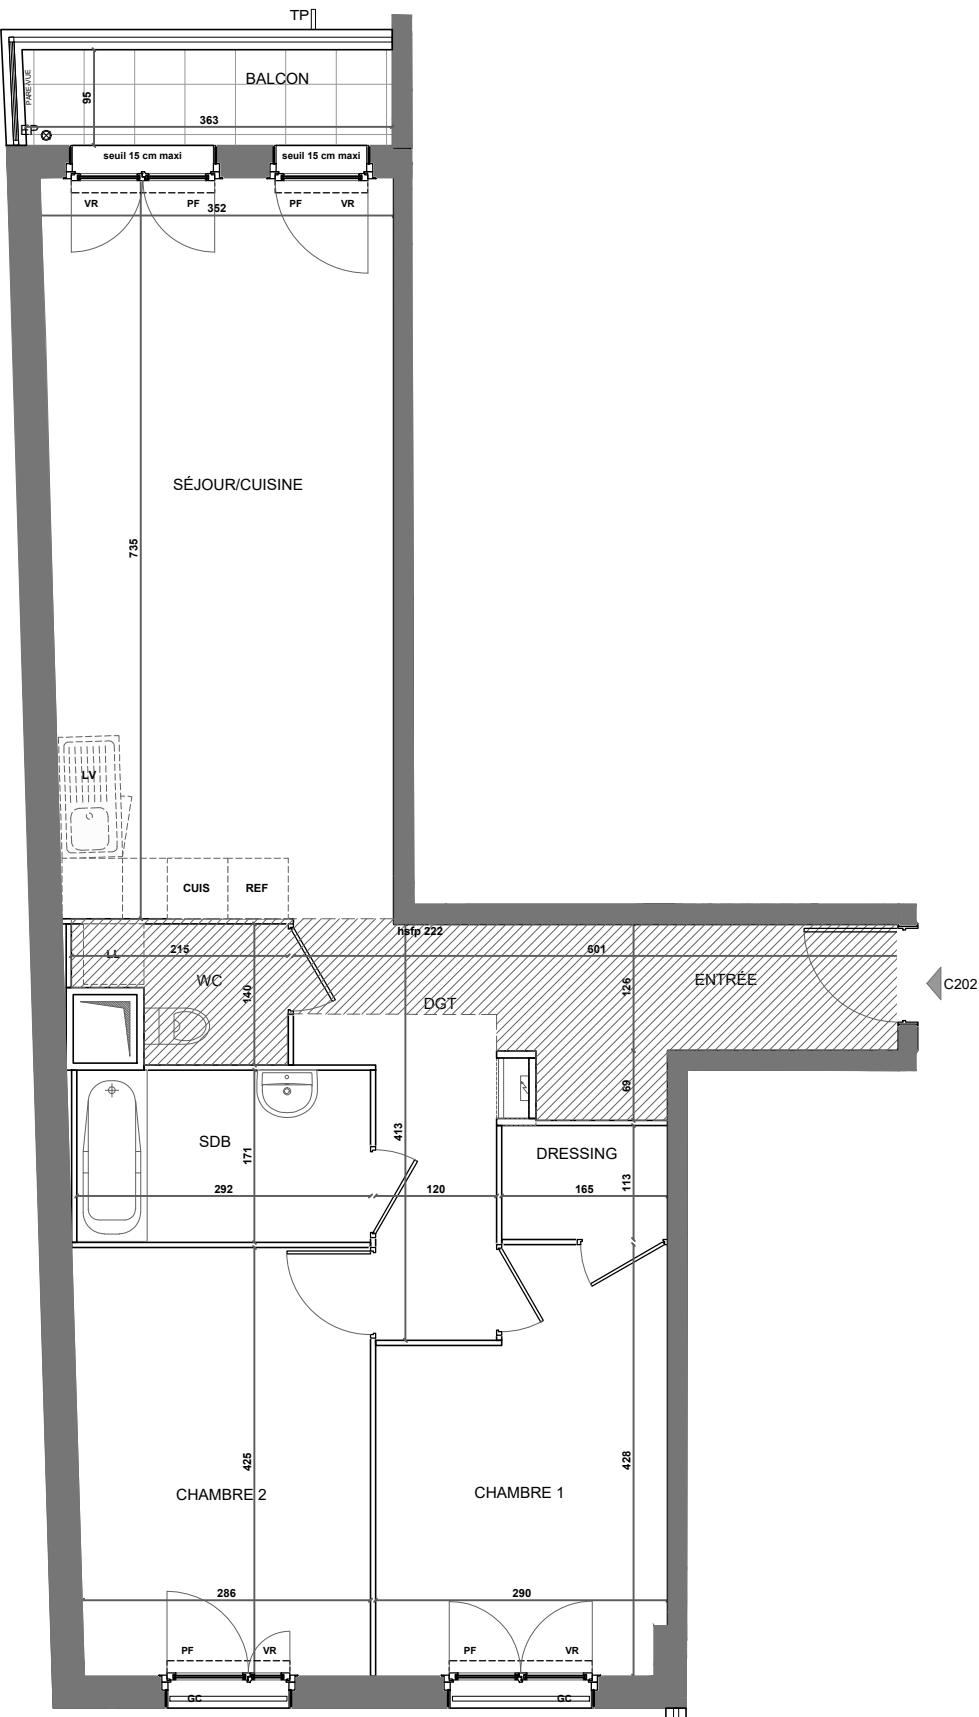 TP
BALCON
PARE-VUE
95
363
EP
seuil 15 cm maxi
seuil 15 cm maxi
VR
PF
PF
VR
352
SÉJOUR/CUISINE
735
LV
CUIS
REF
hsfp 222
LL
215
601
WC
140
126
ENTRÉE
C202
DGT
69
SDB
171
413
DRESSING
113
292
120
165
425
428
CHAMBRE 2
CHAMBRE 1
286
290
PF
VR
PF
VR
GC
GC